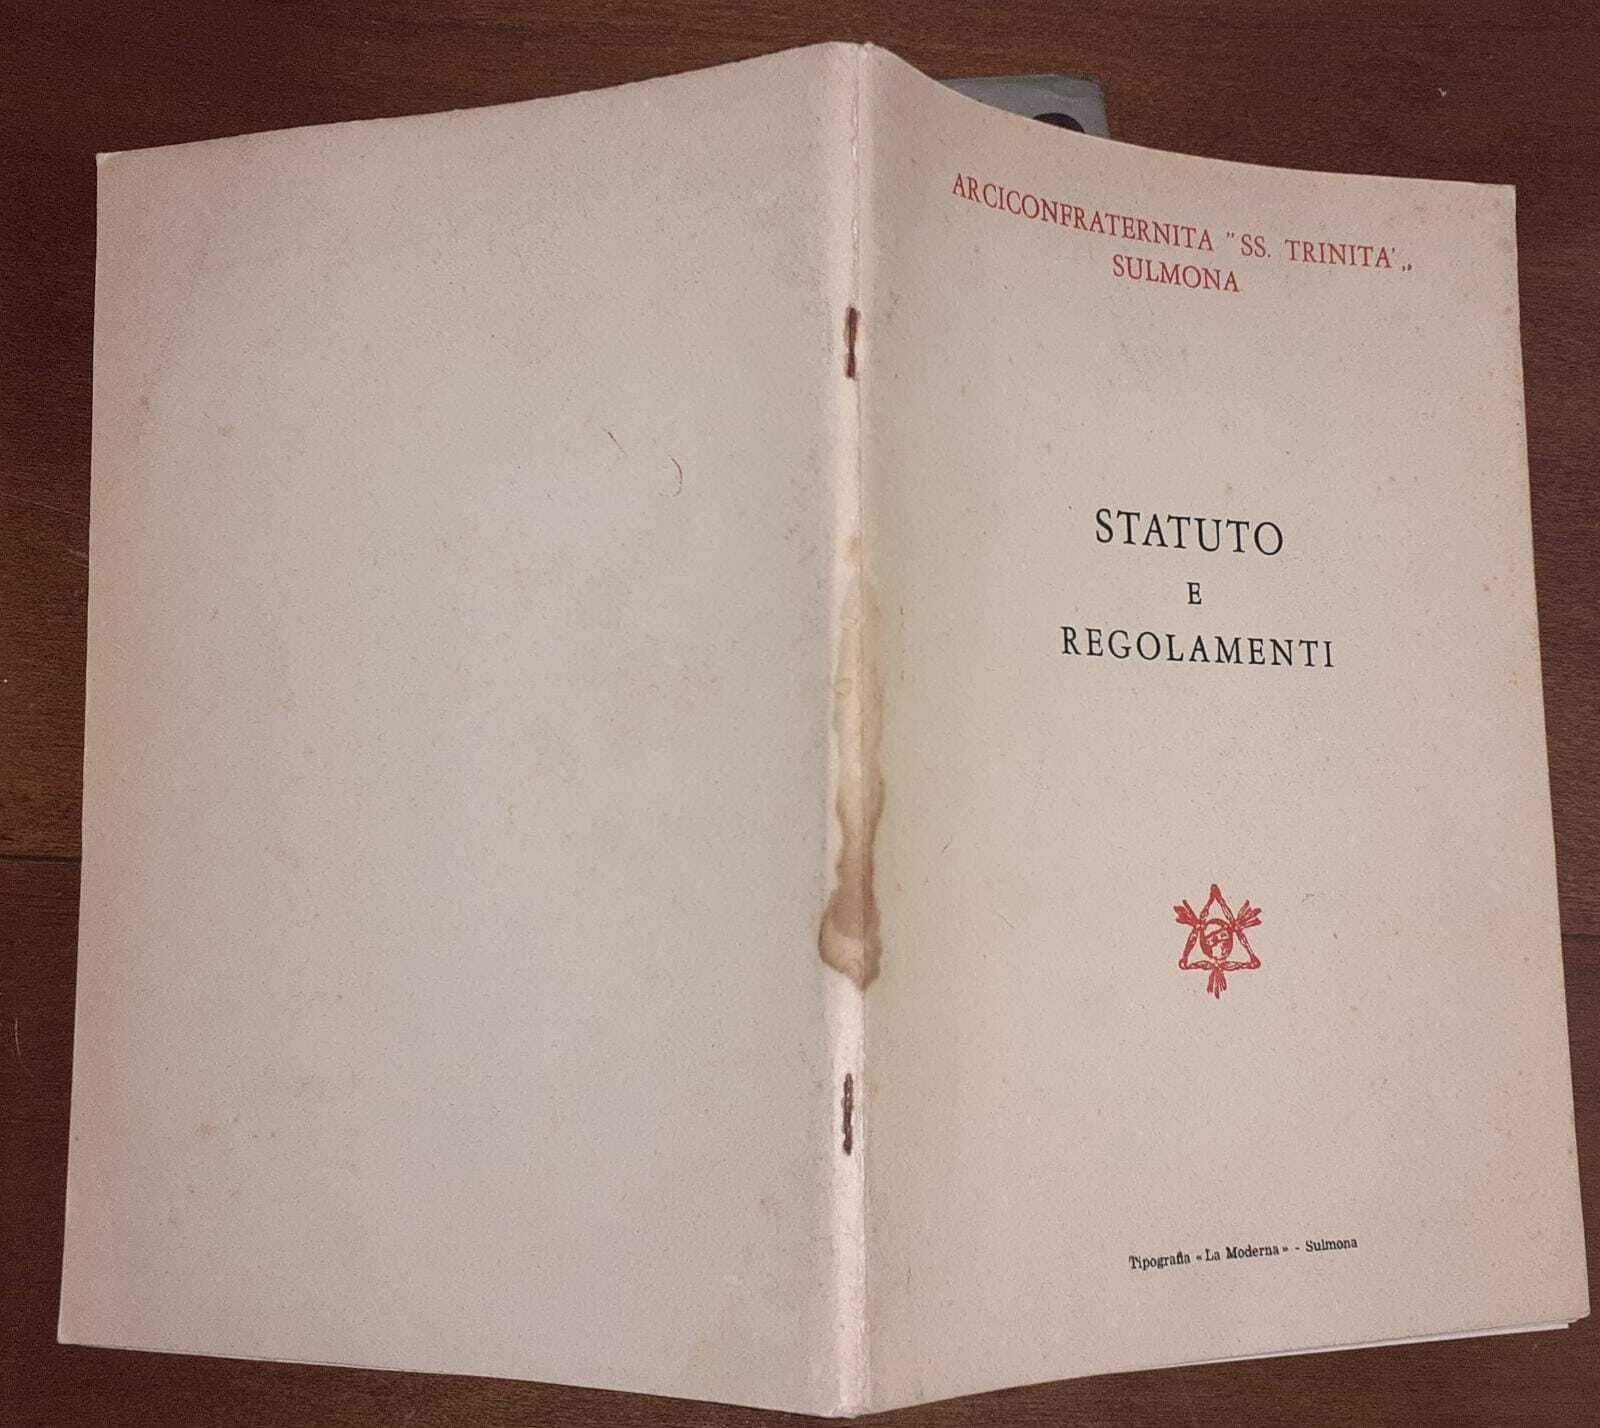 ARCICONFRATERNITA " SS. TRINITA' „
SULMONA
STATUTO
E
REGOLAMENTI
Tipografia «La Moderna» - Sulmona